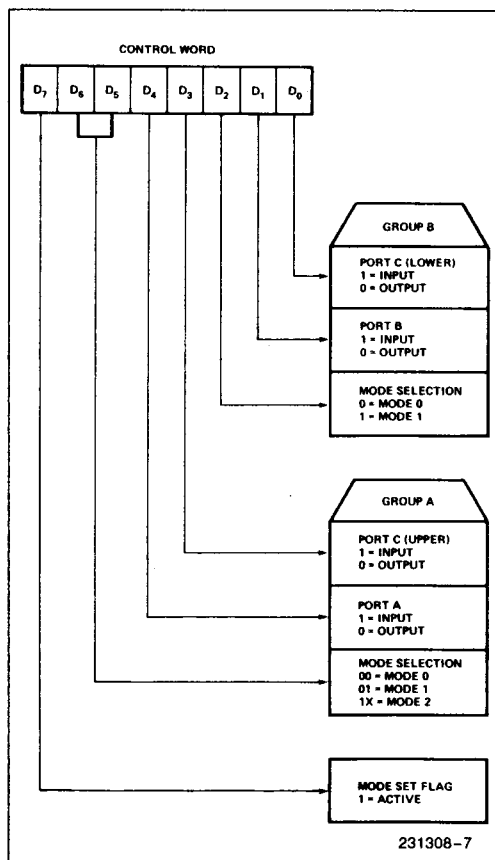 CONTROL WORD
D7 D6 D5 D4 D3 D2 D1 D0
GROUP B
PORT C (LOWER)
1 = INPUT
0 = OUTPUT
PORT B
1 = INPUT
0 = OUTPUT
MODE SELECTION
0 = MODE 0
1 = MODE 1
GROUP A
PORT C (UPPER)
1 = INPUT
0 = OUTPUT
PORT A
1 = INPUT
0 = OUTPUT
MODE SELECTION
00 = MODE 0
01 = MODE 1
1X = MODE 2
MODE SET FLAG
1 = ACTIVE
231308-7